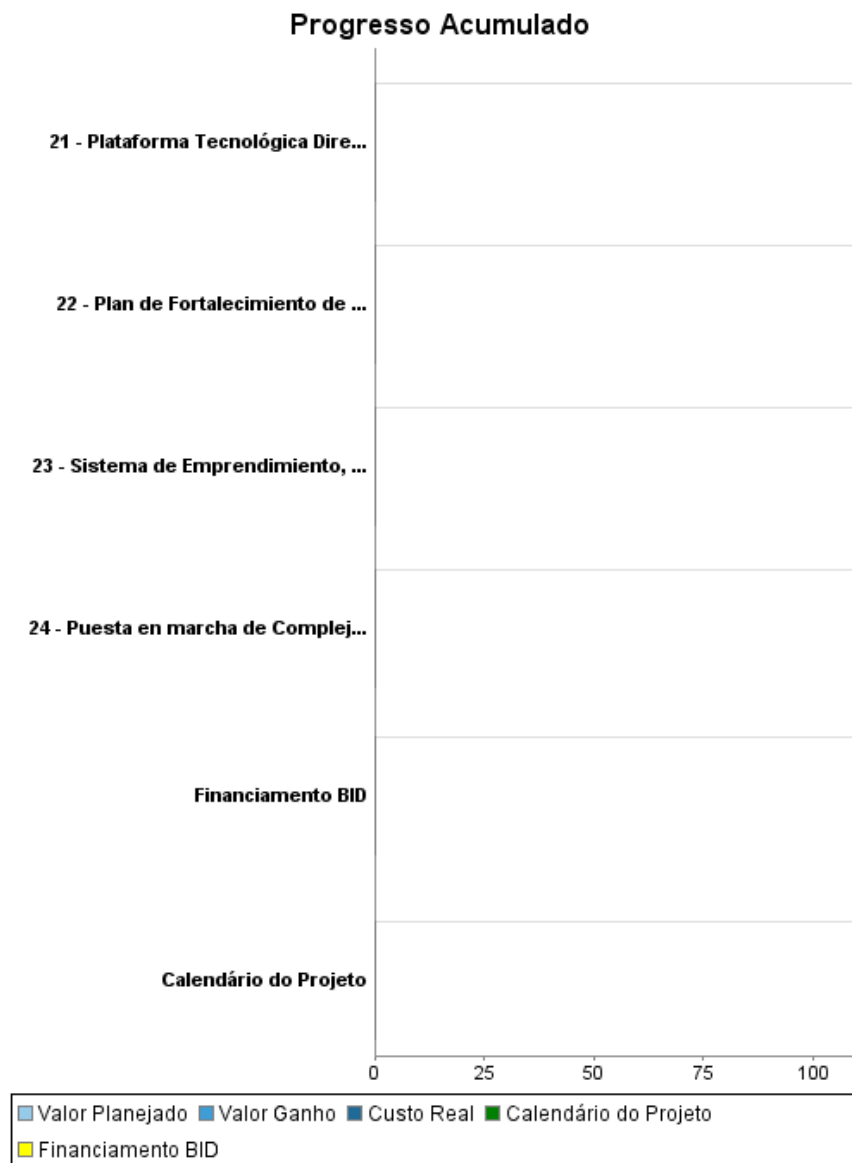 Progresso Acumulado
21 - Plataforma Tecnológica Dire...
22 - Plan de Fortalecimiento de ...
23 - Sistema de Emprendimiento, ...
24 - Puesta en marcha de Complej...
Financiamento BID
Calendário do Projeto
0 25 50 75 100
Valor Planejado Valor Ganho Custo Real Calendário do Projeto
Financiamento BID